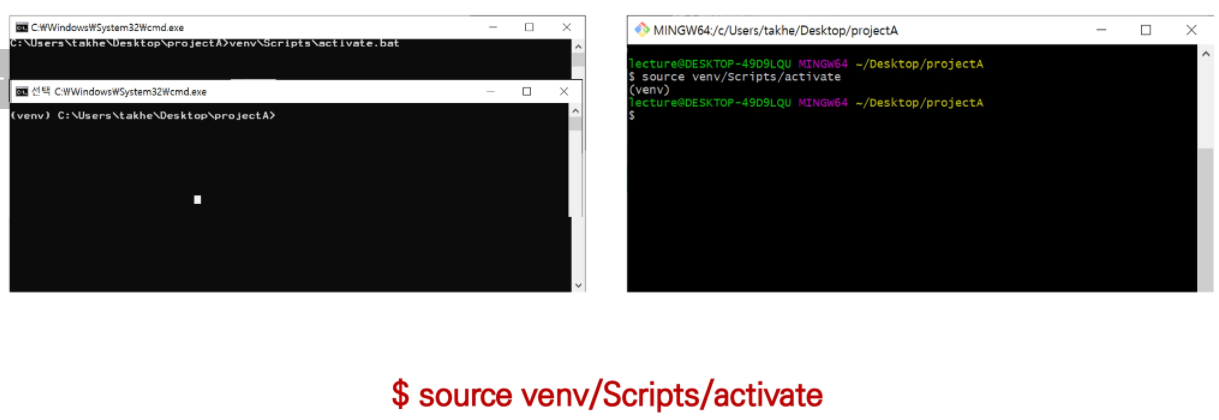 C:₩Windows₩System32₩cmd.exe
C:\Users\takhe\Desktop\projectA>venv\Scripts\activate.bat
선택 C:₩Windows₩System32₩cmd.exe
(venv) C:\Users\takhe\Desktop\projectA>
MINGW64:/c/Users/takhe/Desktop/projectA
lecture@DESKTOP-49D9LQU MINGW64 ~/Desktop/projectA
$ source venv/Scripts/activate
(venv)
lecture@DESKTOP-49D9LQU MINGW64 ~/Desktop/projectA
$
$ source venv/Scripts/activate